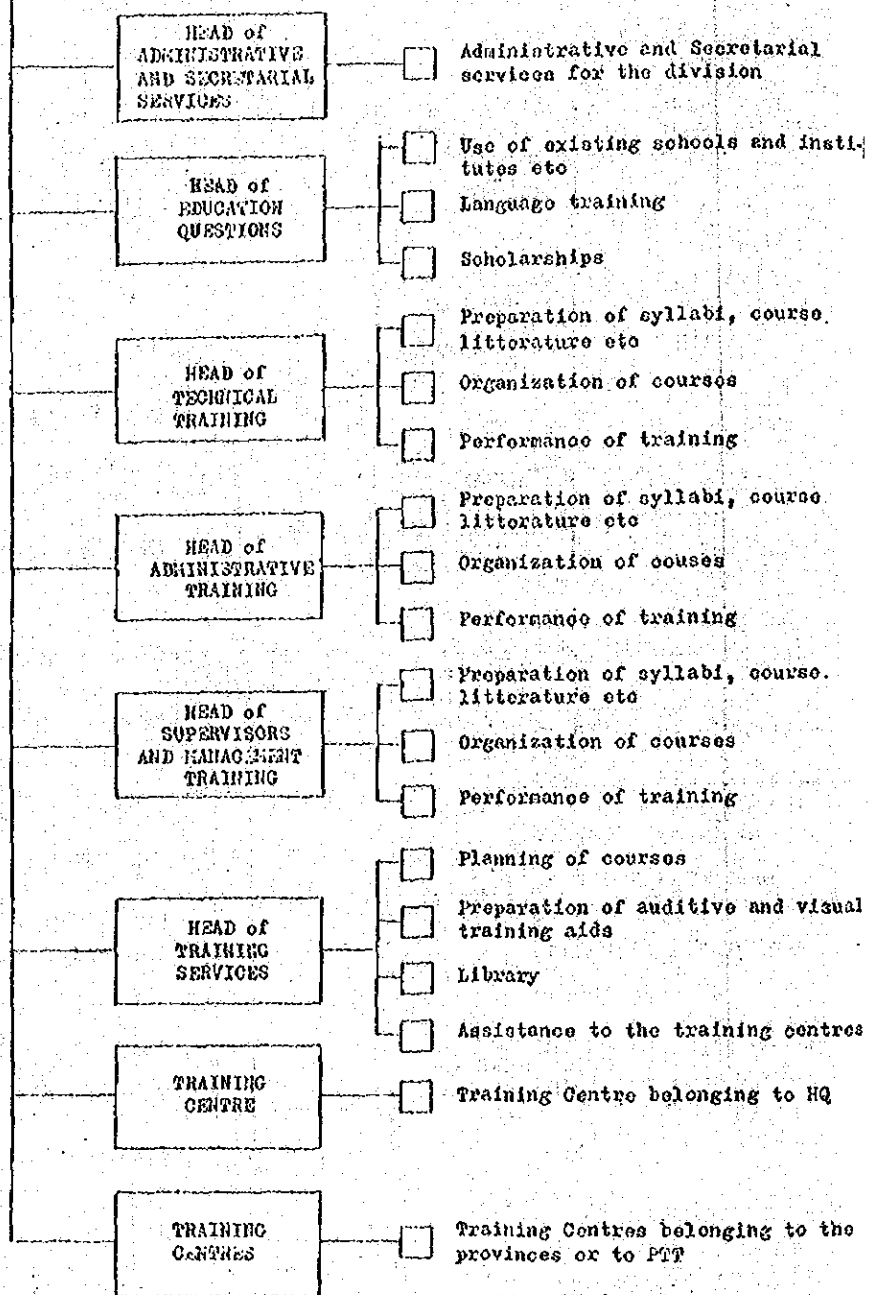 HEAD of
ADMINISTRATIVE
AND SECRETARIAL
SERVICES
Administrative and Secretarial
services for the division
HEAD of
EDUCATION
QUESTIONS
Use of existing schools and insti-
tutes etc
Language training
Scholarships
HEAD of
TECHNICAL
TRAINING
Preparation of syllabi, course
litterature etc
Organization of courses
Performance of training
HEAD of
ADMINISTRATIVE
TRAINING
Preparation of syllabi, course
litterature etc
Organization of couses
Performance of training
HEAD of
SUPERVISORS
AND MANAGEMENT
TRAINING
Preparation of syllabi, course
litterature etc
Organization of courses
Performance of training
HEAD of
TRAINING
SERVICES
Planning of courses
Preparation of auditive and visual
training aids
Library
Assistance to the training centres
TRAINING
CENTRE
Training Centre belonging to HQ
TRAINING
CENTRES
Training Centres belonging to the
provinces or to PTT